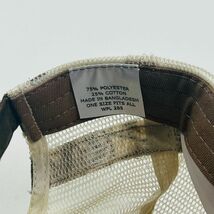 75% POLYESTER
25% COTTON
MADE IN BANGLADESH
ONE SIZE FITS ALL
WPL 288